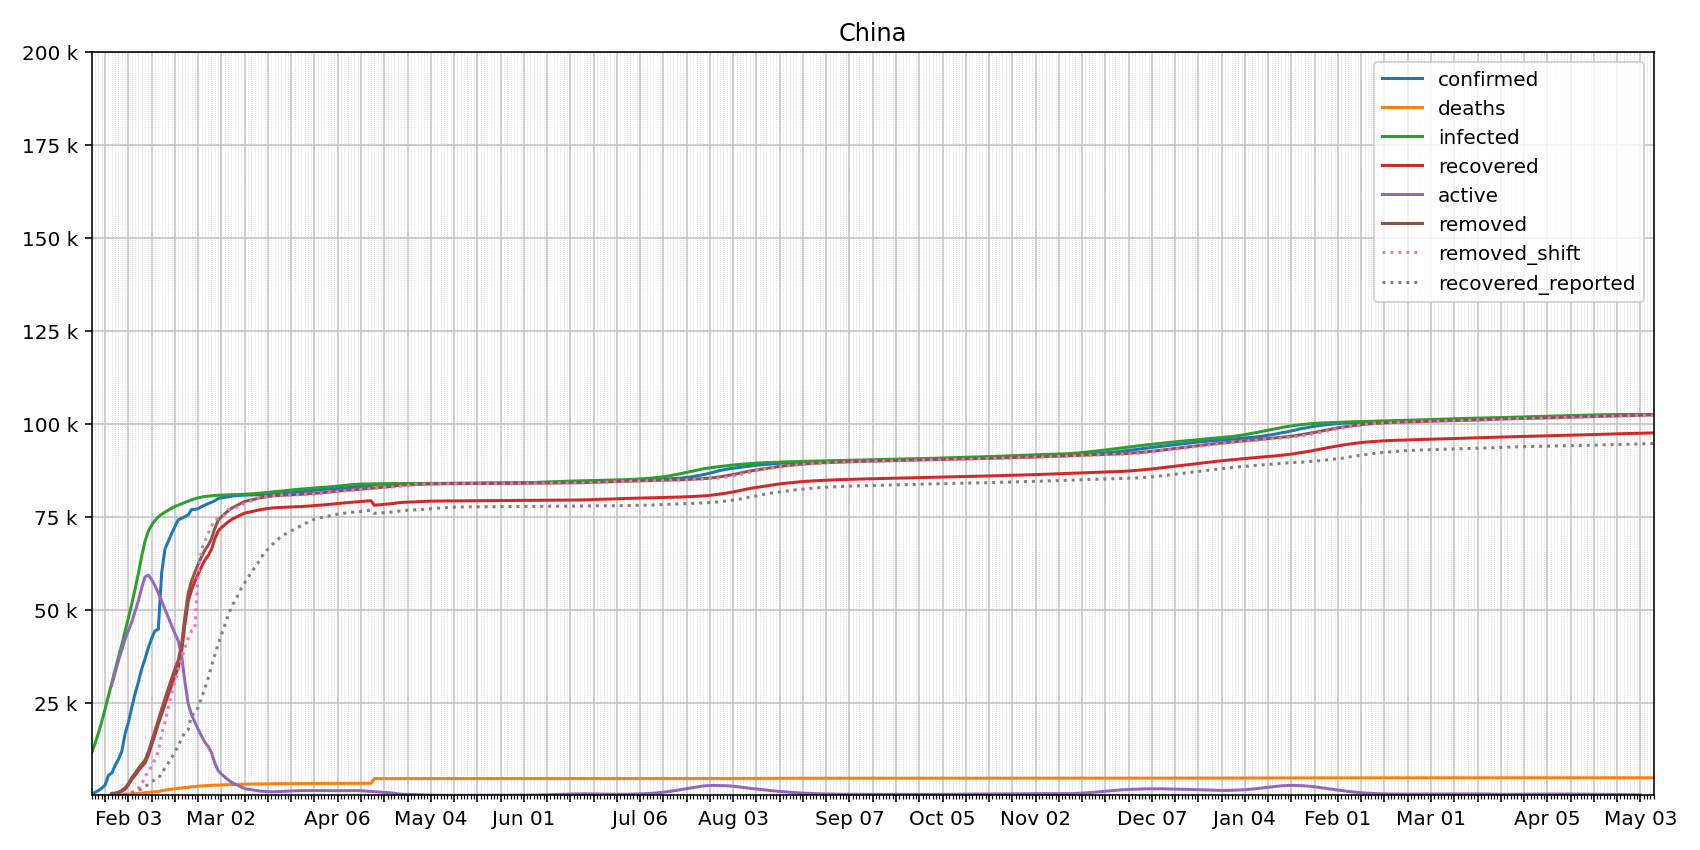 China
200 k
175 k
150 k
125 k
100 k
75 k
50 k
25 k
confirmed
deaths
infected
recovered
active
removed
removed_shift
recovered_reported
Feb 03 Mar 02 Apr 06 May 04 Jun 01 Jul 06 Aug 03 Sep 07 Oct 05 Nov 02 Dec 07 Jan 04 Feb 01 Mar 01 Apr 05 May 03